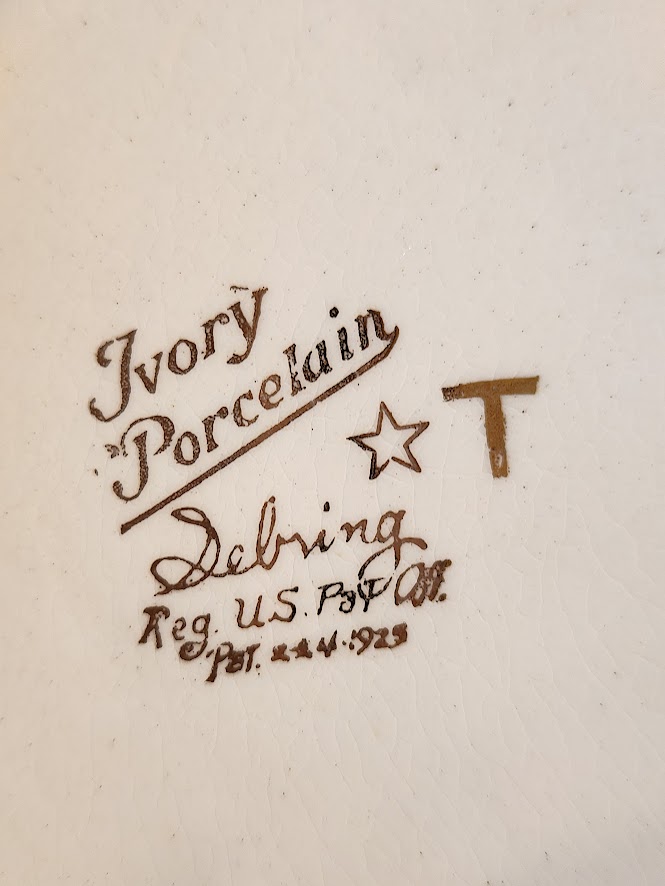 Ivory
Porcelain
T
Sebring
Reg. U.S. Pat Off.
Pat. 1925